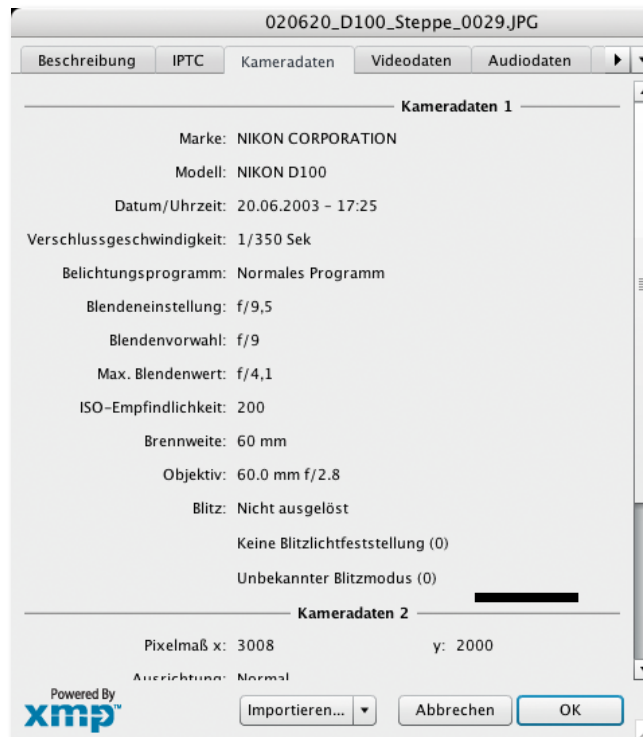 020620_D100_Steppe_0029.JPG
Beschreibung IPTC Kameradaten Videodaten Audiodaten
Kameradaten 1
Marke: NIKON CORPORATION
Modell: NIKON D100
Datum/Uhrzeit: 20.06.2003 – 17:25
Verschlussgeschwindigkeit: 1/350 Sek
Belichtungsprogramm: Normales Programm
Blendeneinstellung: f/9,5
Blendenvorwahl: f/9
Max. Blendenwert: f/4,1
ISO-Empfindlichkeit: 200
Brennweite: 60 mm
Objektiv: 60.0 mm f/2.8
Blitz: Nicht ausgelöst
Keine Blitzlichtfeststellung (0)
Unbekannter Blitzmodus (0)
Kameradaten 2
Pixelmaß x: 3008 y: 2000
Ausrichtung: Normal
Powered By
xmp™
Importieren... Abbrechen OK